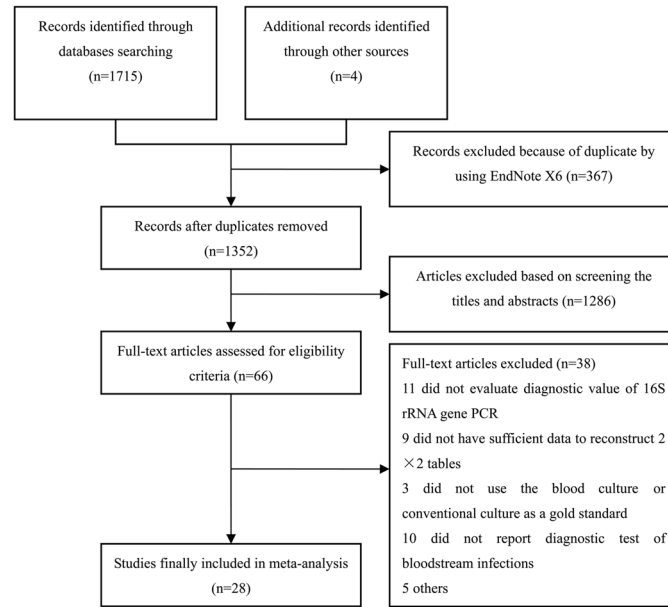 Records identified through
databases searching
(n=1715)
Additional records identified
through other sources
(n=4)
Records excluded because of duplicate by
using EndNote X6 (n=367)
Records after duplicates removed
(n=1352)
Articles excluded based on screening the
titles and abstracts (n=1286)
Full-text articles assessed for eligibility
criteria (n=66)
Full-text articles excluded (n=38)
11 did not evaluate diagnostic value of 16S
rRNA gene PCR
9 did not have sufficient data to reconstruct 2
×2 tables
3 did not use the blood culture or
conventional culture as a gold standard
10 did not report diagnostic test of
bloodstream infections
5 others
Studies finally included in meta-analysis
(n=28)